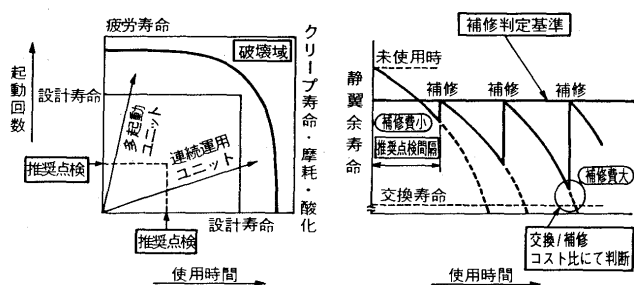 疲労寿命
破壊域
起動回数
設計寿命
多起動
ユニット
連続運用
ユニット
推奨点検
推奨点検
設計寿命
使用時間
クリープ寿命・摩耗・酸化
補修判定基準
未使用時
補修
補修
補修
静翼余寿命
補修費小
推奨点検間隔
補修費大
交換寿命
交換/補修
コスト比にて判断
使用時間